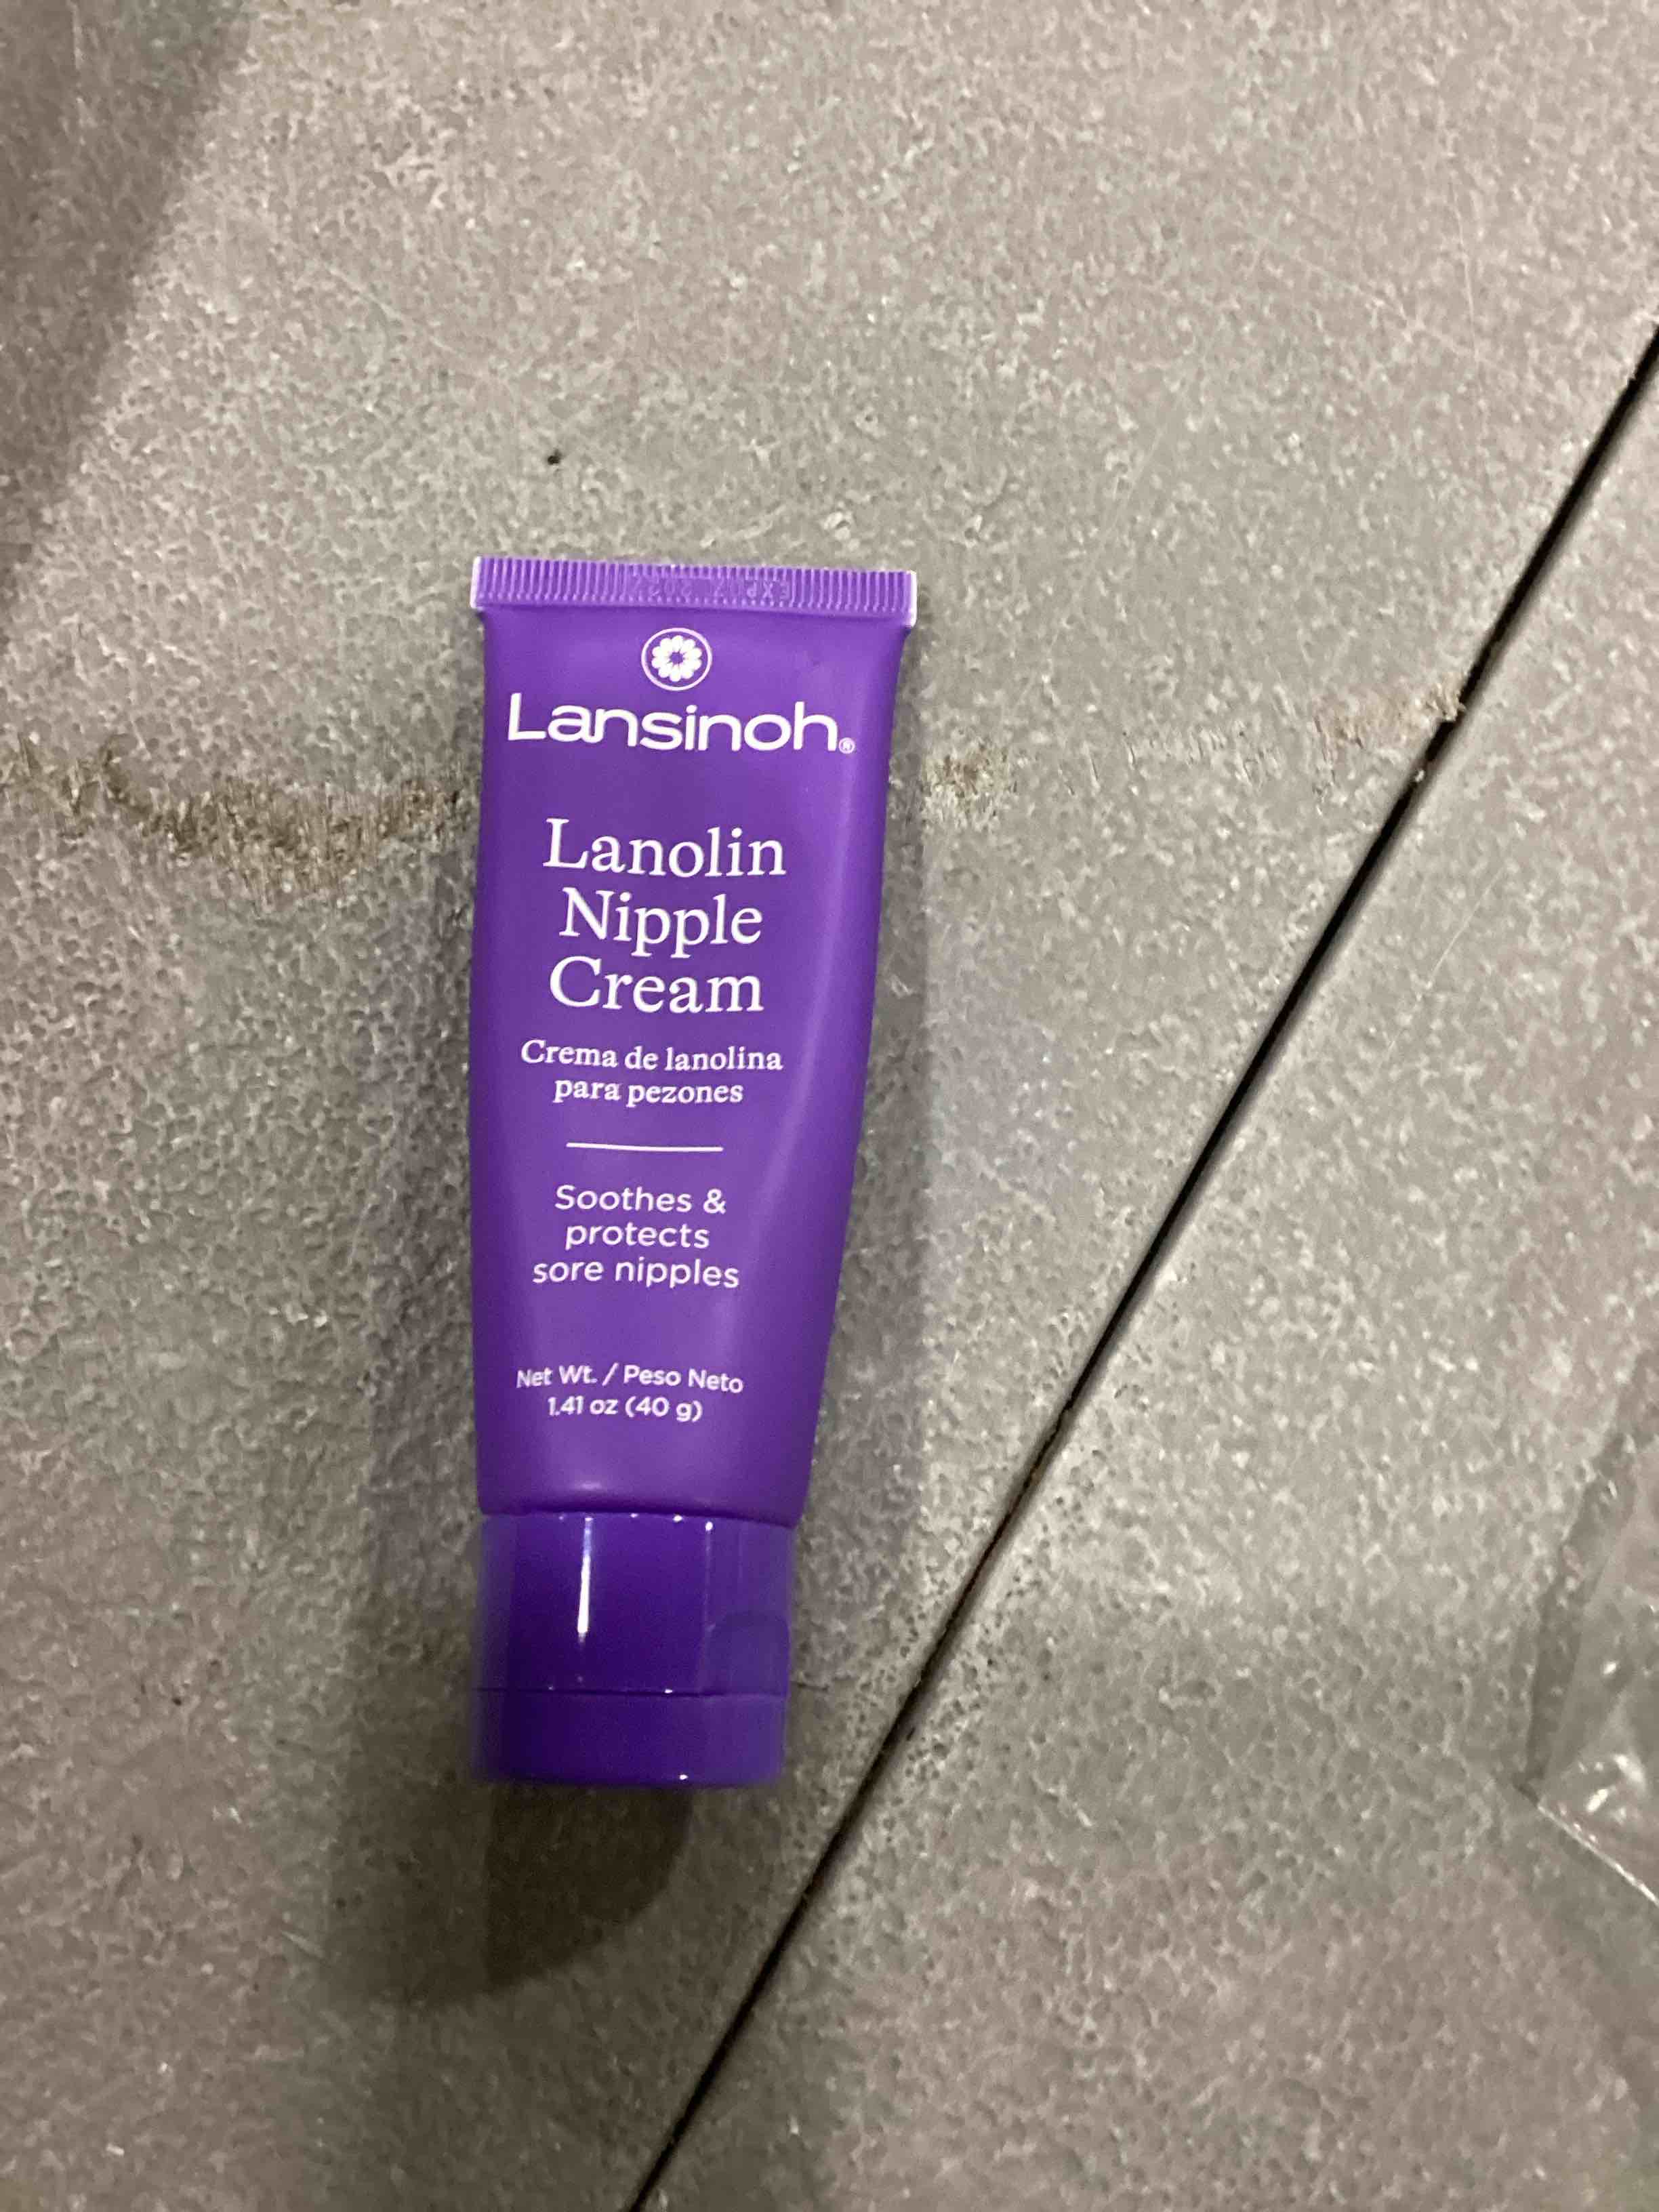 Lansinoh®
Lanolin
Nipple
Cream
Crema de lanolina
para pezones
Soothes &
protects
sore nipples
Net Wt. / Peso Neto
1.41 oz (40 g)